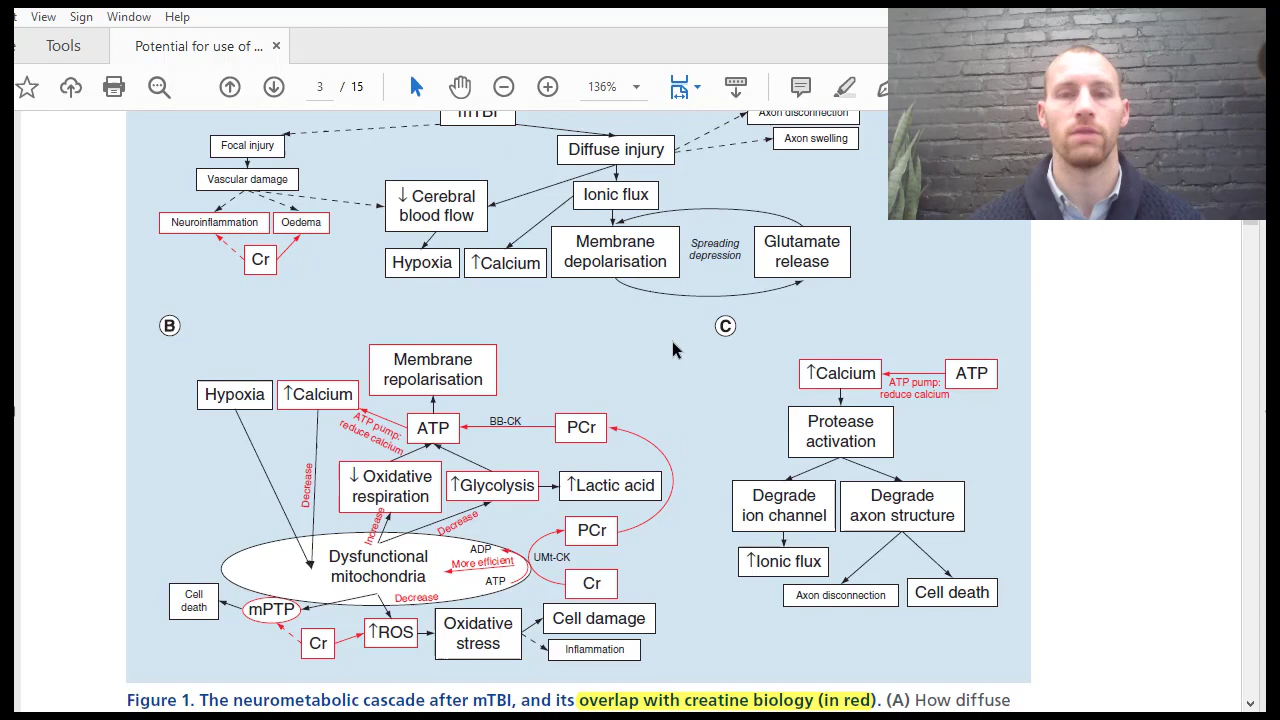 View Sign Window Help
Tools
Potential for use of ... ×
3 / 15
136%
mTBI
Axon disconnection
Focal injury
Diffuse injury
Axon swelling
Vascular damage
↓ Cerebral
blood flow
Ionic flux
Neuroinflammation
Oedema
Cr
Hypoxia
↑Calcium
Membrane
depolarisation
Spreading
depression
Glutamate
release
B
C
Membrane
repolarisation
Hypoxia
↑Calcium
ATP pump:
reduce calcium
ATP
BB-CK
PCr
↓ Oxidative
respiration
↑Glycolysis
↑Lactic acid
Decrease
Increase
Decrease
PCr
Dysfunctional
mitochondria
ADP
More efficient
ATP
UMt-CK
Cr
Decrease
Cell
death
mPTP
Cr
↑ROS
Oxidative
stress
Cell damage
Inflammation
↑Calcium
ATP pump:
reduce calcium
ATP
Protease
activation
Degrade
ion channel
Degrade
axon structure
↑Ionic flux
Axon disconnection
Cell death
Figure 1. The neurometabolic cascade after mTBI, and its overlap with creatine biology (in red). (A) How diffuse